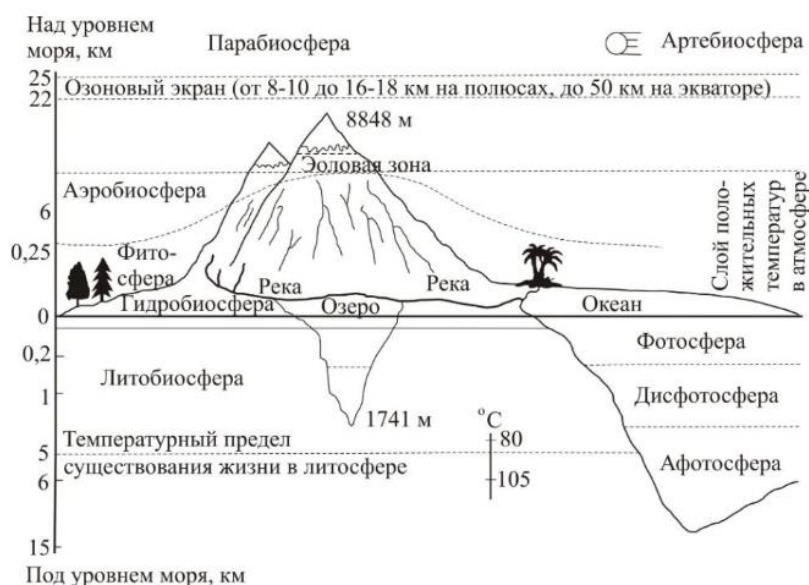 Над уровнем
моря, км
Парабиосфера
Артебиосфера
25
Озоновый экран (от 8-10 до 16-18 км на полюсах, до 50 км на экваторе)
22
8848 м
Эоловая зона
Аэробиосфера
6
0,25
Фито-
сфера
Слой поло-
жительных
температур
в атмосфере
Река
Река
Гидробиосфера
Озеро
Океан
0
Фотосфера
0,2
Литобиосфера
1
Дисфотосфера
1741 м
°C
80
Температурный предел
5
существования жизни в литосфере
Афотосфера
6
105
15
Под уровнем моря, км